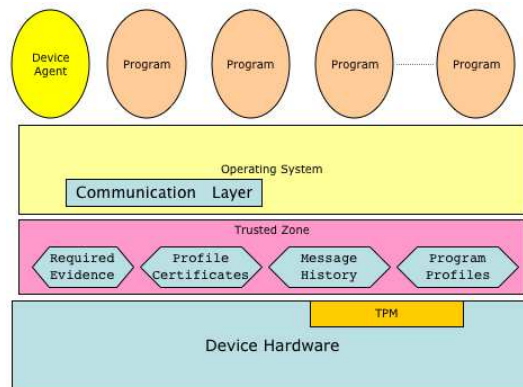 Device
Agent
Program
Program
Program
Program
Operating System
Communication Layer
Trusted Zone
Required
Evidence
Profile
Certificates
Message
History
Program
Profiles
TPM
Device Hardware